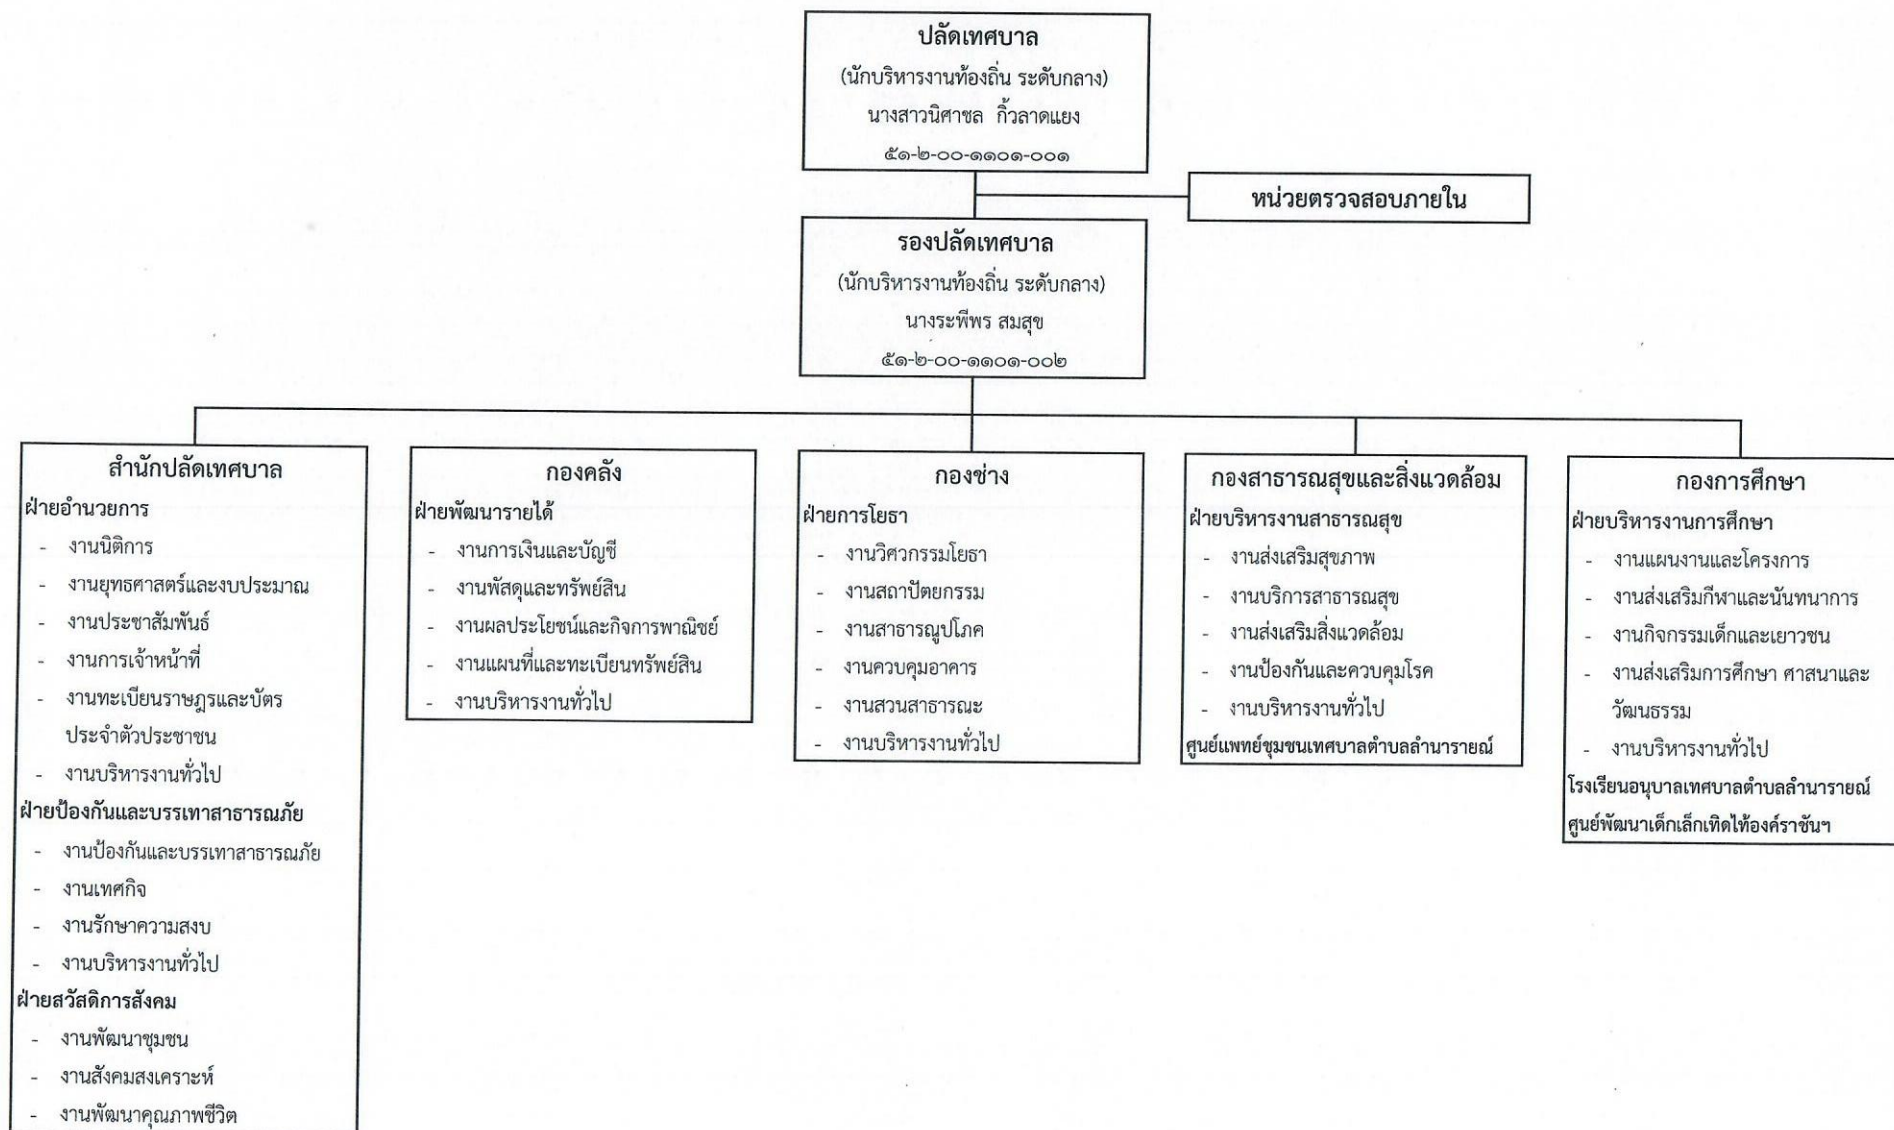 ปลัดเทศบาล
(นักบริหารงานท้องถิ่น ระดับกลาง)
นางสาวนิศาชล กิ้วลาดแยง
๕๑-๒-๐๐-๑๑๐๑-๐๐๑
หน่วยตรวจสอบภายใน
รองปลัดเทศบาล
(นักบริหารงานท้องถิ่น ระดับกลาง)
นางระพีพร สมสุข
๕๑-๒-๐๐-๑๑๐๑-๐๐๒
สำนักปลัดเทศบาล
ฝ่ายอำนวยการ
- งานนิติการ
- งานยุทธศาสตร์และงบประมาณ
- งานประชาสัมพันธ์
- งานการเจ้าหน้าที่
- งานทะเบียนราษฎรและบัตร
ประจำตัวประชาชน
- งานบริหารงานทั่วไป
ฝ่ายป้องกันและบรรเทาสาธารณภัย
- งานป้องกันและบรรเทาสาธารณภัย
- งานเทศกิจ
- งานรักษาความสงบ
- งานบริหารงานทั่วไป
ฝ่ายสวัสดิการสังคม
- งานพัฒนาชุมชน
- งานสังคมสงเคราะห์
- งานพัฒนาคุณภาพชีวิต
กองคลัง
ฝ่ายพัฒนารายได้
- งานการเงินและบัญชี
- งานพัสดุและทรัพย์สิน
- งานผลประโยชน์และกิจการพาณิชย์
- งานแผนที่และทะเบียนทรัพย์สิน
- งานบริหารงานทั่วไป
กองช่าง
ฝ่ายการโยธา
- งานวิศวกรรมโยธา
- งานสถาปัตยกรรม
- งานสาธารณูปโภค
- งานควบคุมอาคาร
- งานสวนสาธารณะ
- งานบริหารงานทั่วไป
กองสาธารณสุขและสิ่งแวดล้อม
ฝ่ายบริหารงานสาธารณสุข
- งานส่งเสริมสุขภาพ
- งานบริการสาธารณสุข
- งานส่งเสริมสิ่งแวดล้อม
- งานป้องกันและควบคุมโรค
- งานบริหารงานทั่วไป
ศูนย์แพทย์ชุมชนเทศบาลตำบลลำนารายณ์
กองการศึกษา
ฝ่ายบริหารงานการศึกษา
- งานแผนงานและโครงการ
- งานส่งเสริมกีฬาและนันทนาการ
- งานกิจกรรมเด็กและเยาวชน
- งานส่งเสริมการศึกษา ศาสนาและ
วัฒนธรรม
- งานบริหารงานทั่วไป
โรงเรียนอนุบาลเทศบาลตำบลลำนารายณ์
ศูนย์พัฒนาเด็กเล็กเทิดไท้องค์ราชันฯ